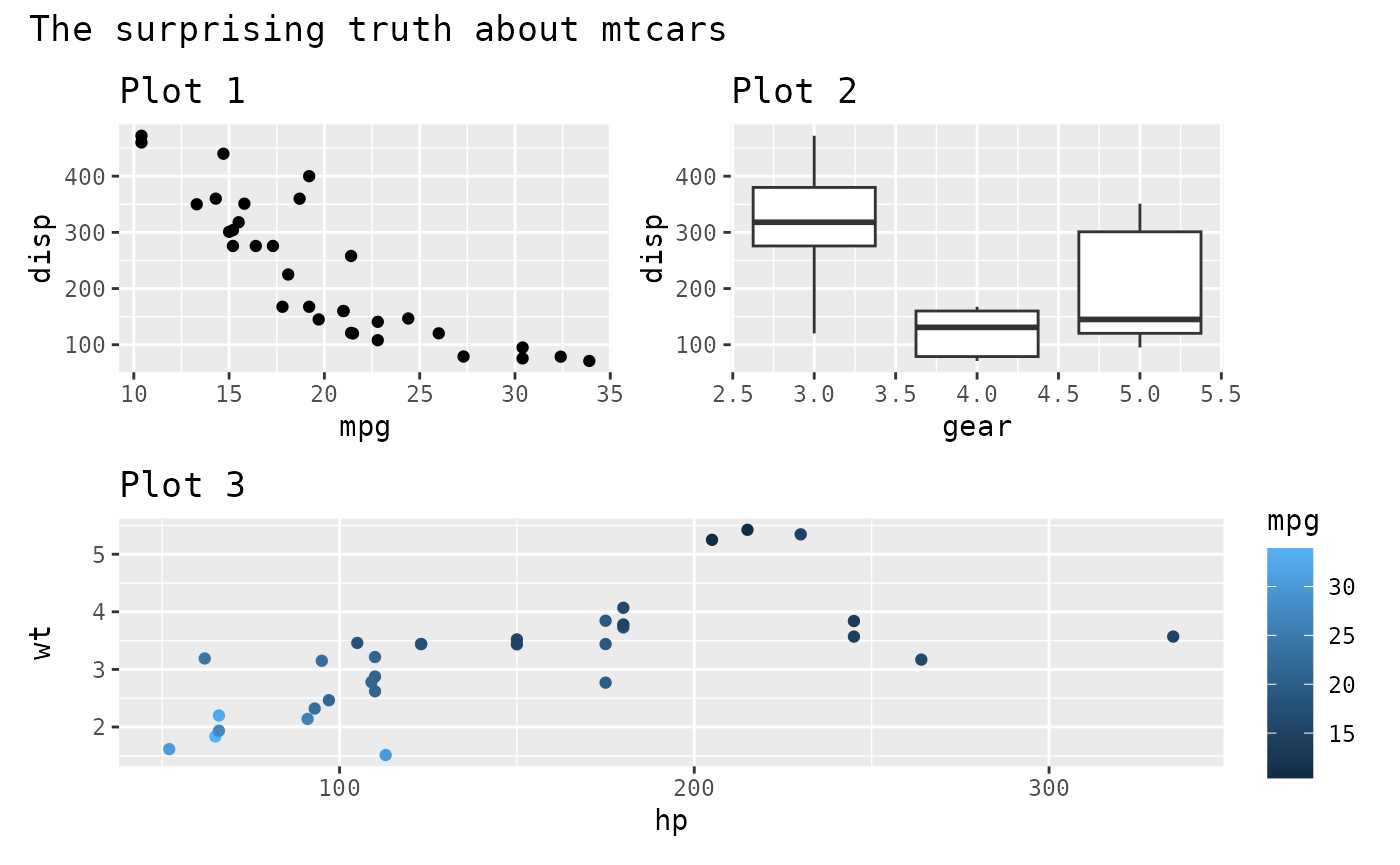 The surprising truth about mtcars
Plot 1
disp
400
300
200
100
10 15 20 25 30 35
mpg
Plot 2
disp
400
300
200
100
2.5 3.0 3.5 4.0 4.5 5.0 5.5
gear
Plot 3
wt
5
4
3
2
100 200 300
hp
mpg
30
25
20
15